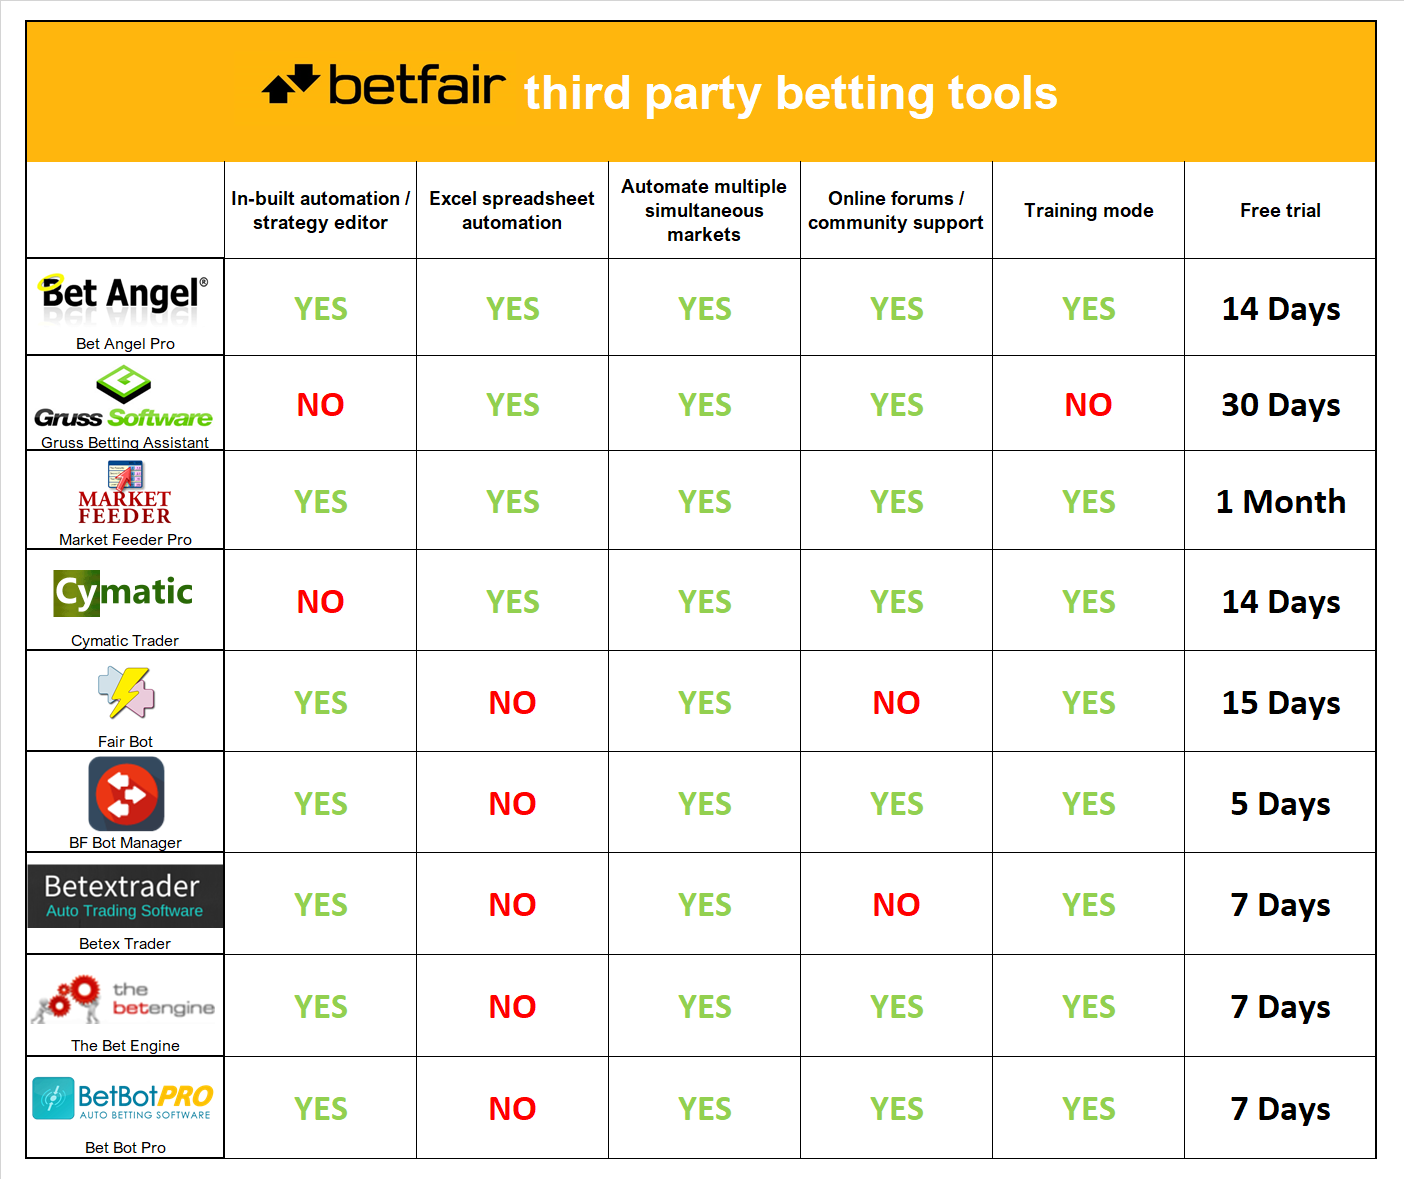 betfair third party betting tools
In-built automation / strategy editor
Excel spreadsheet automation
Automate multiple simultaneous markets
Online forums / community support
Training mode
Free trial
Bet Angel®
Bet Angel Pro
YES YES YES YES YES 14 Days
Gruss Software
Gruss Betting Assistant
NO YES YES YES NO 30 Days
MARKET
FEEDER
Market Feeder Pro
YES YES YES YES YES 1 Month
Cymatic
Cymatic Trader
NO YES YES YES YES 14 Days
Fair Bot
YES NO YES NO YES 15 Days
BF Bot Manager
YES NO YES YES YES 5 Days
Betextrader
Auto Trading Software
Betex Trader
YES NO YES NO YES 7 Days
the
betengine
The Bet Engine
YES NO YES YES YES 7 Days
BetBotPRO
AUTO BETTING SOFTWARE
Bet Bot Pro
YES NO YES YES YES 7 Days